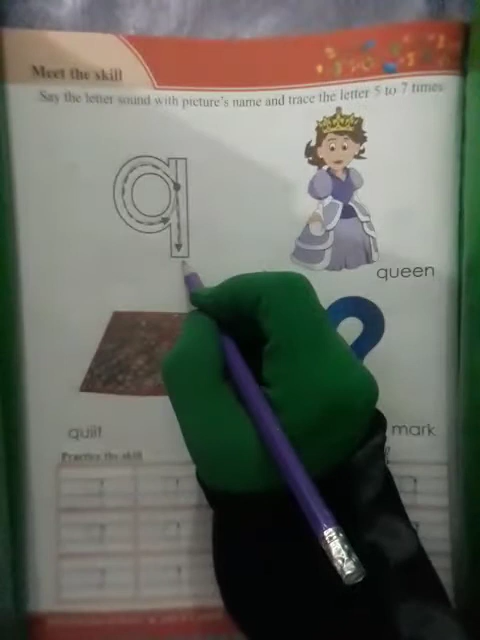 Meet the skill
Say the letter sound with picture's name and trace the letter 5 to 7 times
q
queen
quilt
mark
Practice the skill